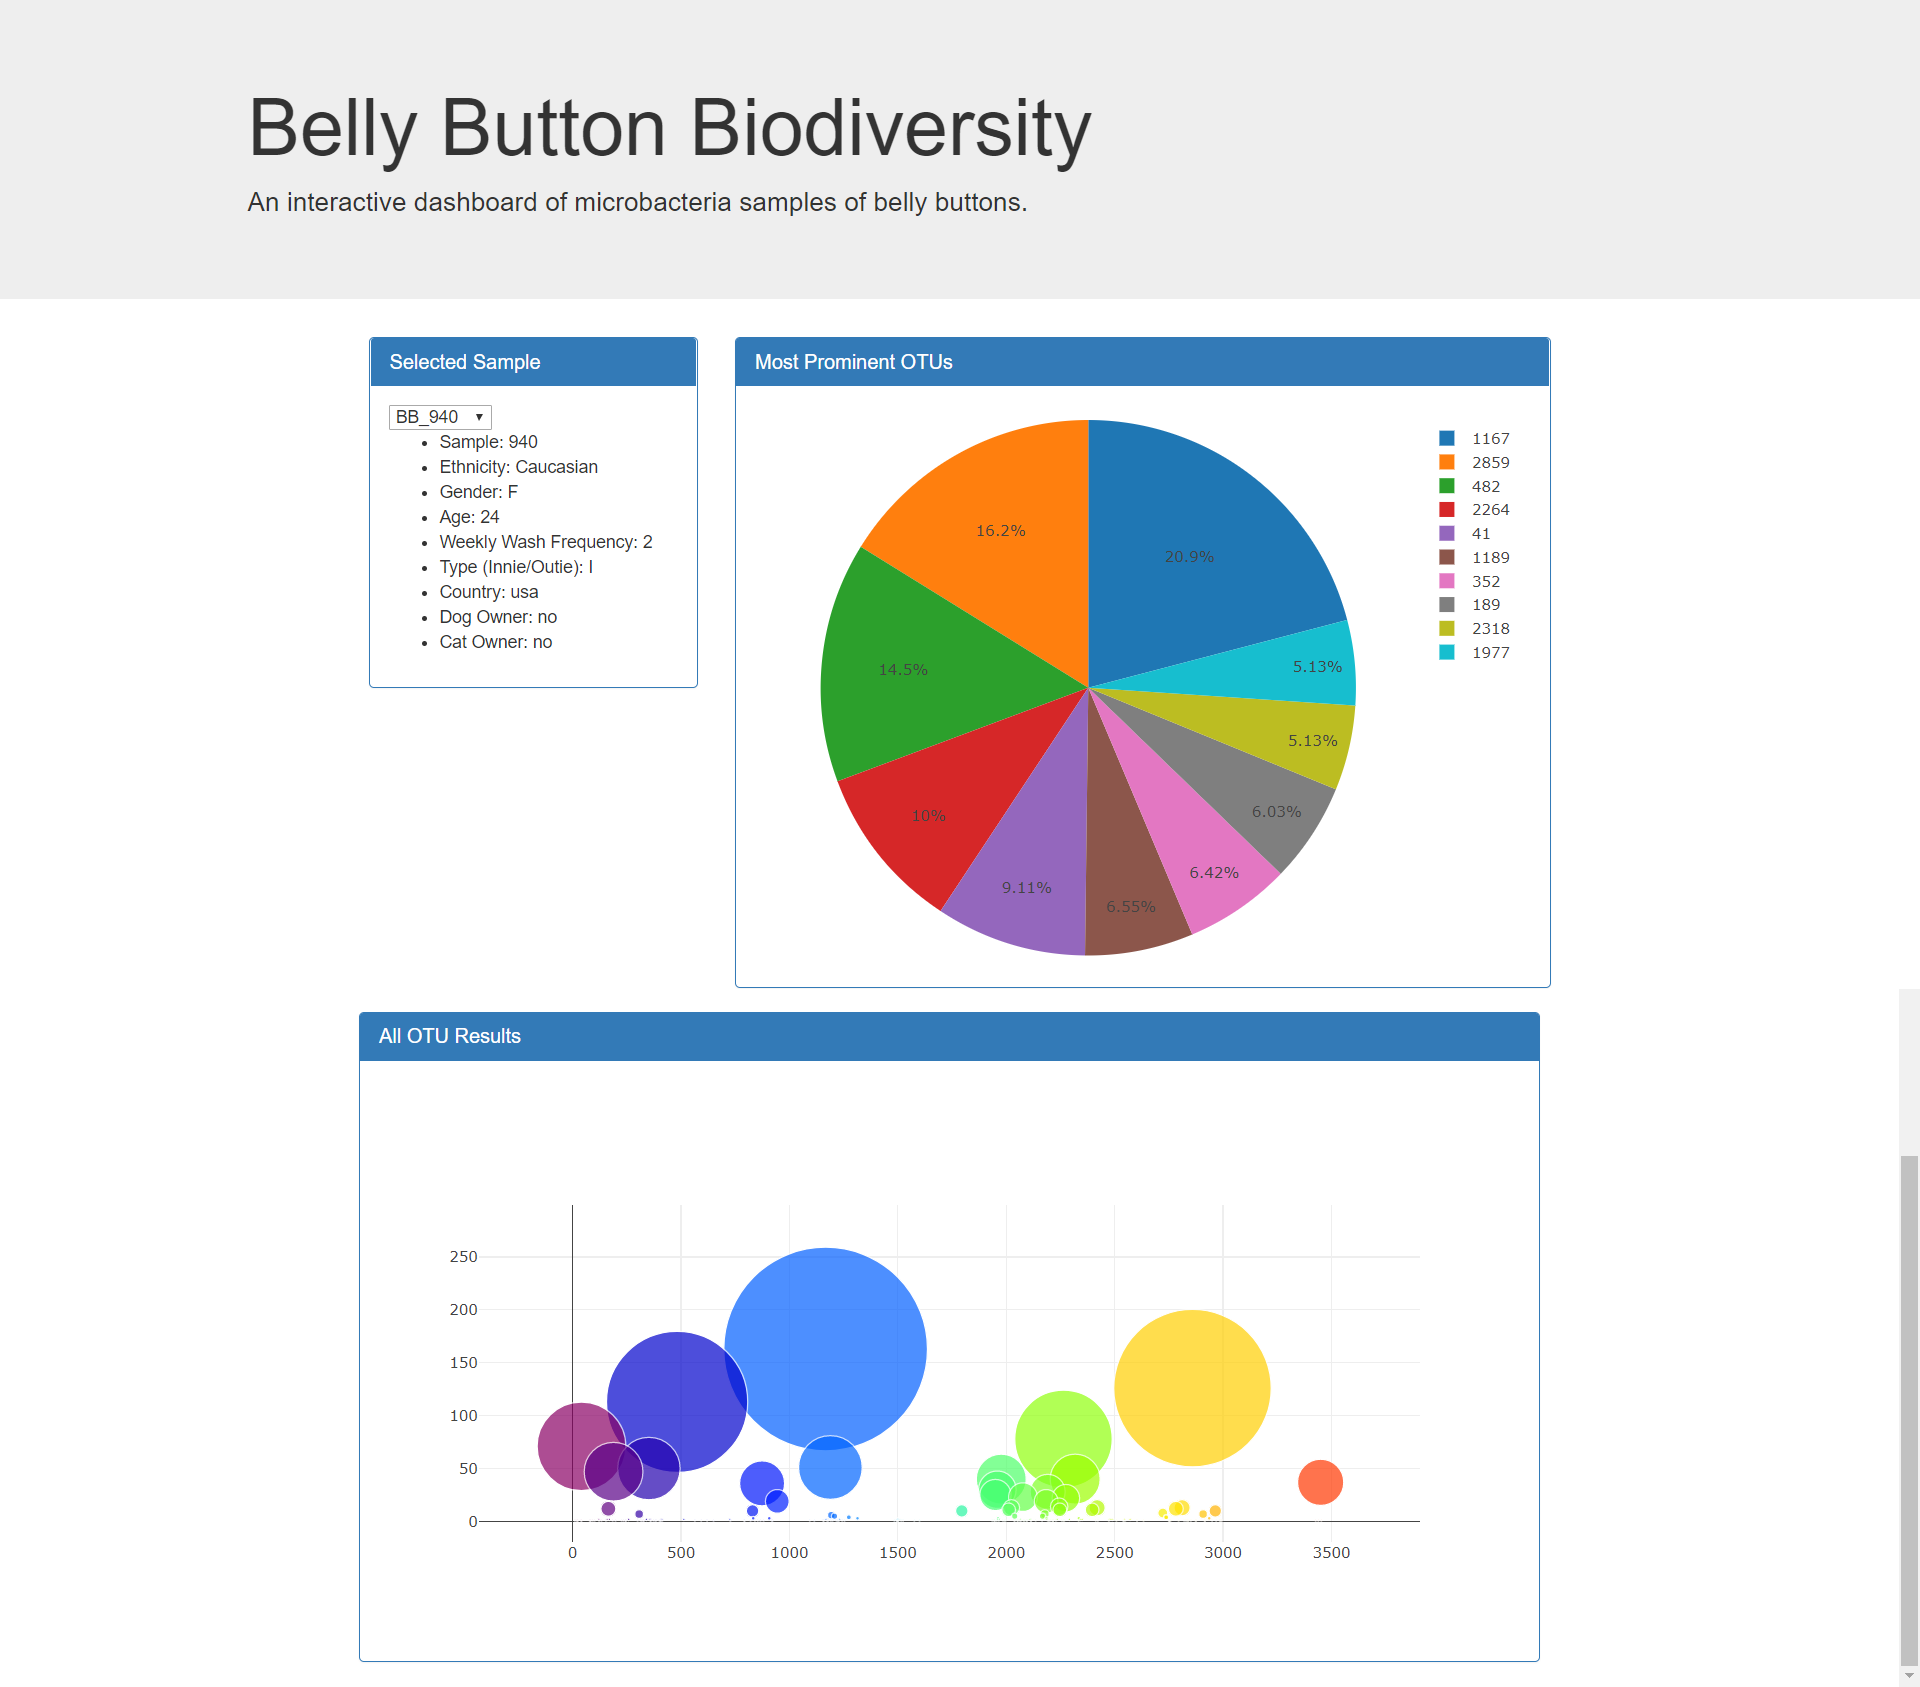 Belly Button Biodiversity
An interactive dashboard of microbacteria samples of belly buttons.
Selected Sample
BB_940
Sample: 940
Ethnicity: Caucasian
Gender: F
Age: 24
Weekly Wash Frequency: 2
Type (Innie/Outie): I
Country: usa
Dog Owner: no
Cat Owner: no
Most Prominent OTUs
16.2%
20.9%
14.5%
5.13%
5.13%
10%
6.03%
9.11%
6.42%
6.55%
1167
2859
482
2264
41
1189
352
189
2318
1977
All OTU Results
250
200
150
100
50
0
0 500 1000 1500 2000 2500 3000 3500